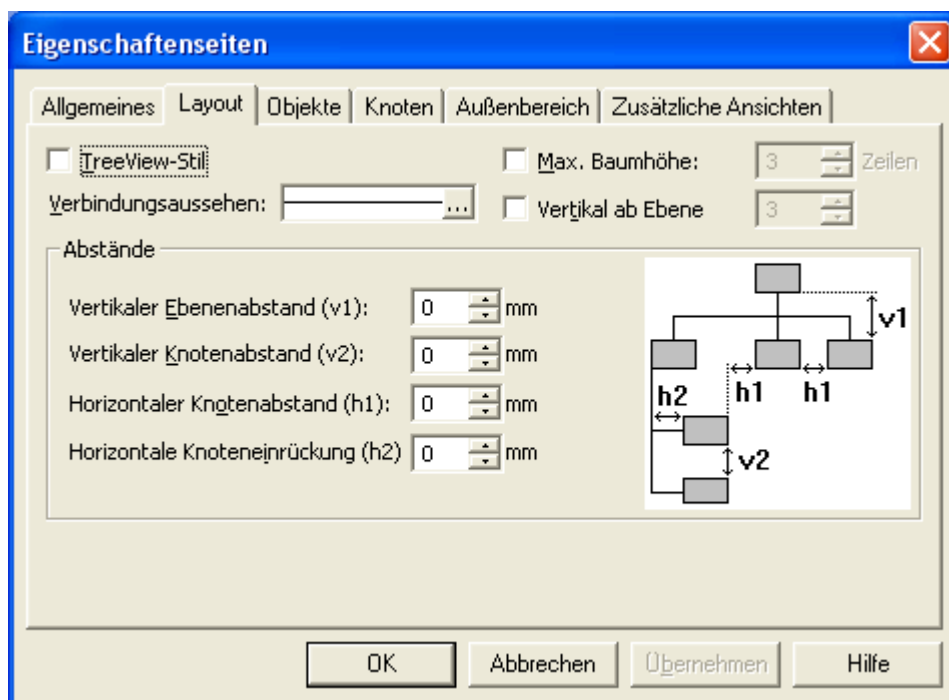 Eigenschaftenseiten
Allgemeines Layout Objekte Knoten Außenbereich Zusätzliche Ansichten
TreeView-Stil
Max. Baumhöhe: 3 Zeilen
Verbindungsaussehen: ...
Vertikal ab Ebene 3
Abstände
Vertikaler Ebenenabstand (v1): 0 mm
Vertikaler Knotenabstand (v2): 0 mm
Horizontaler Knotenabstand (h1): 0 mm
Horizontale Knoteneinrückung (h2) 0 mm
v1
h2 h1 h1
v2
OK Abbrechen Übernehmen Hilfe